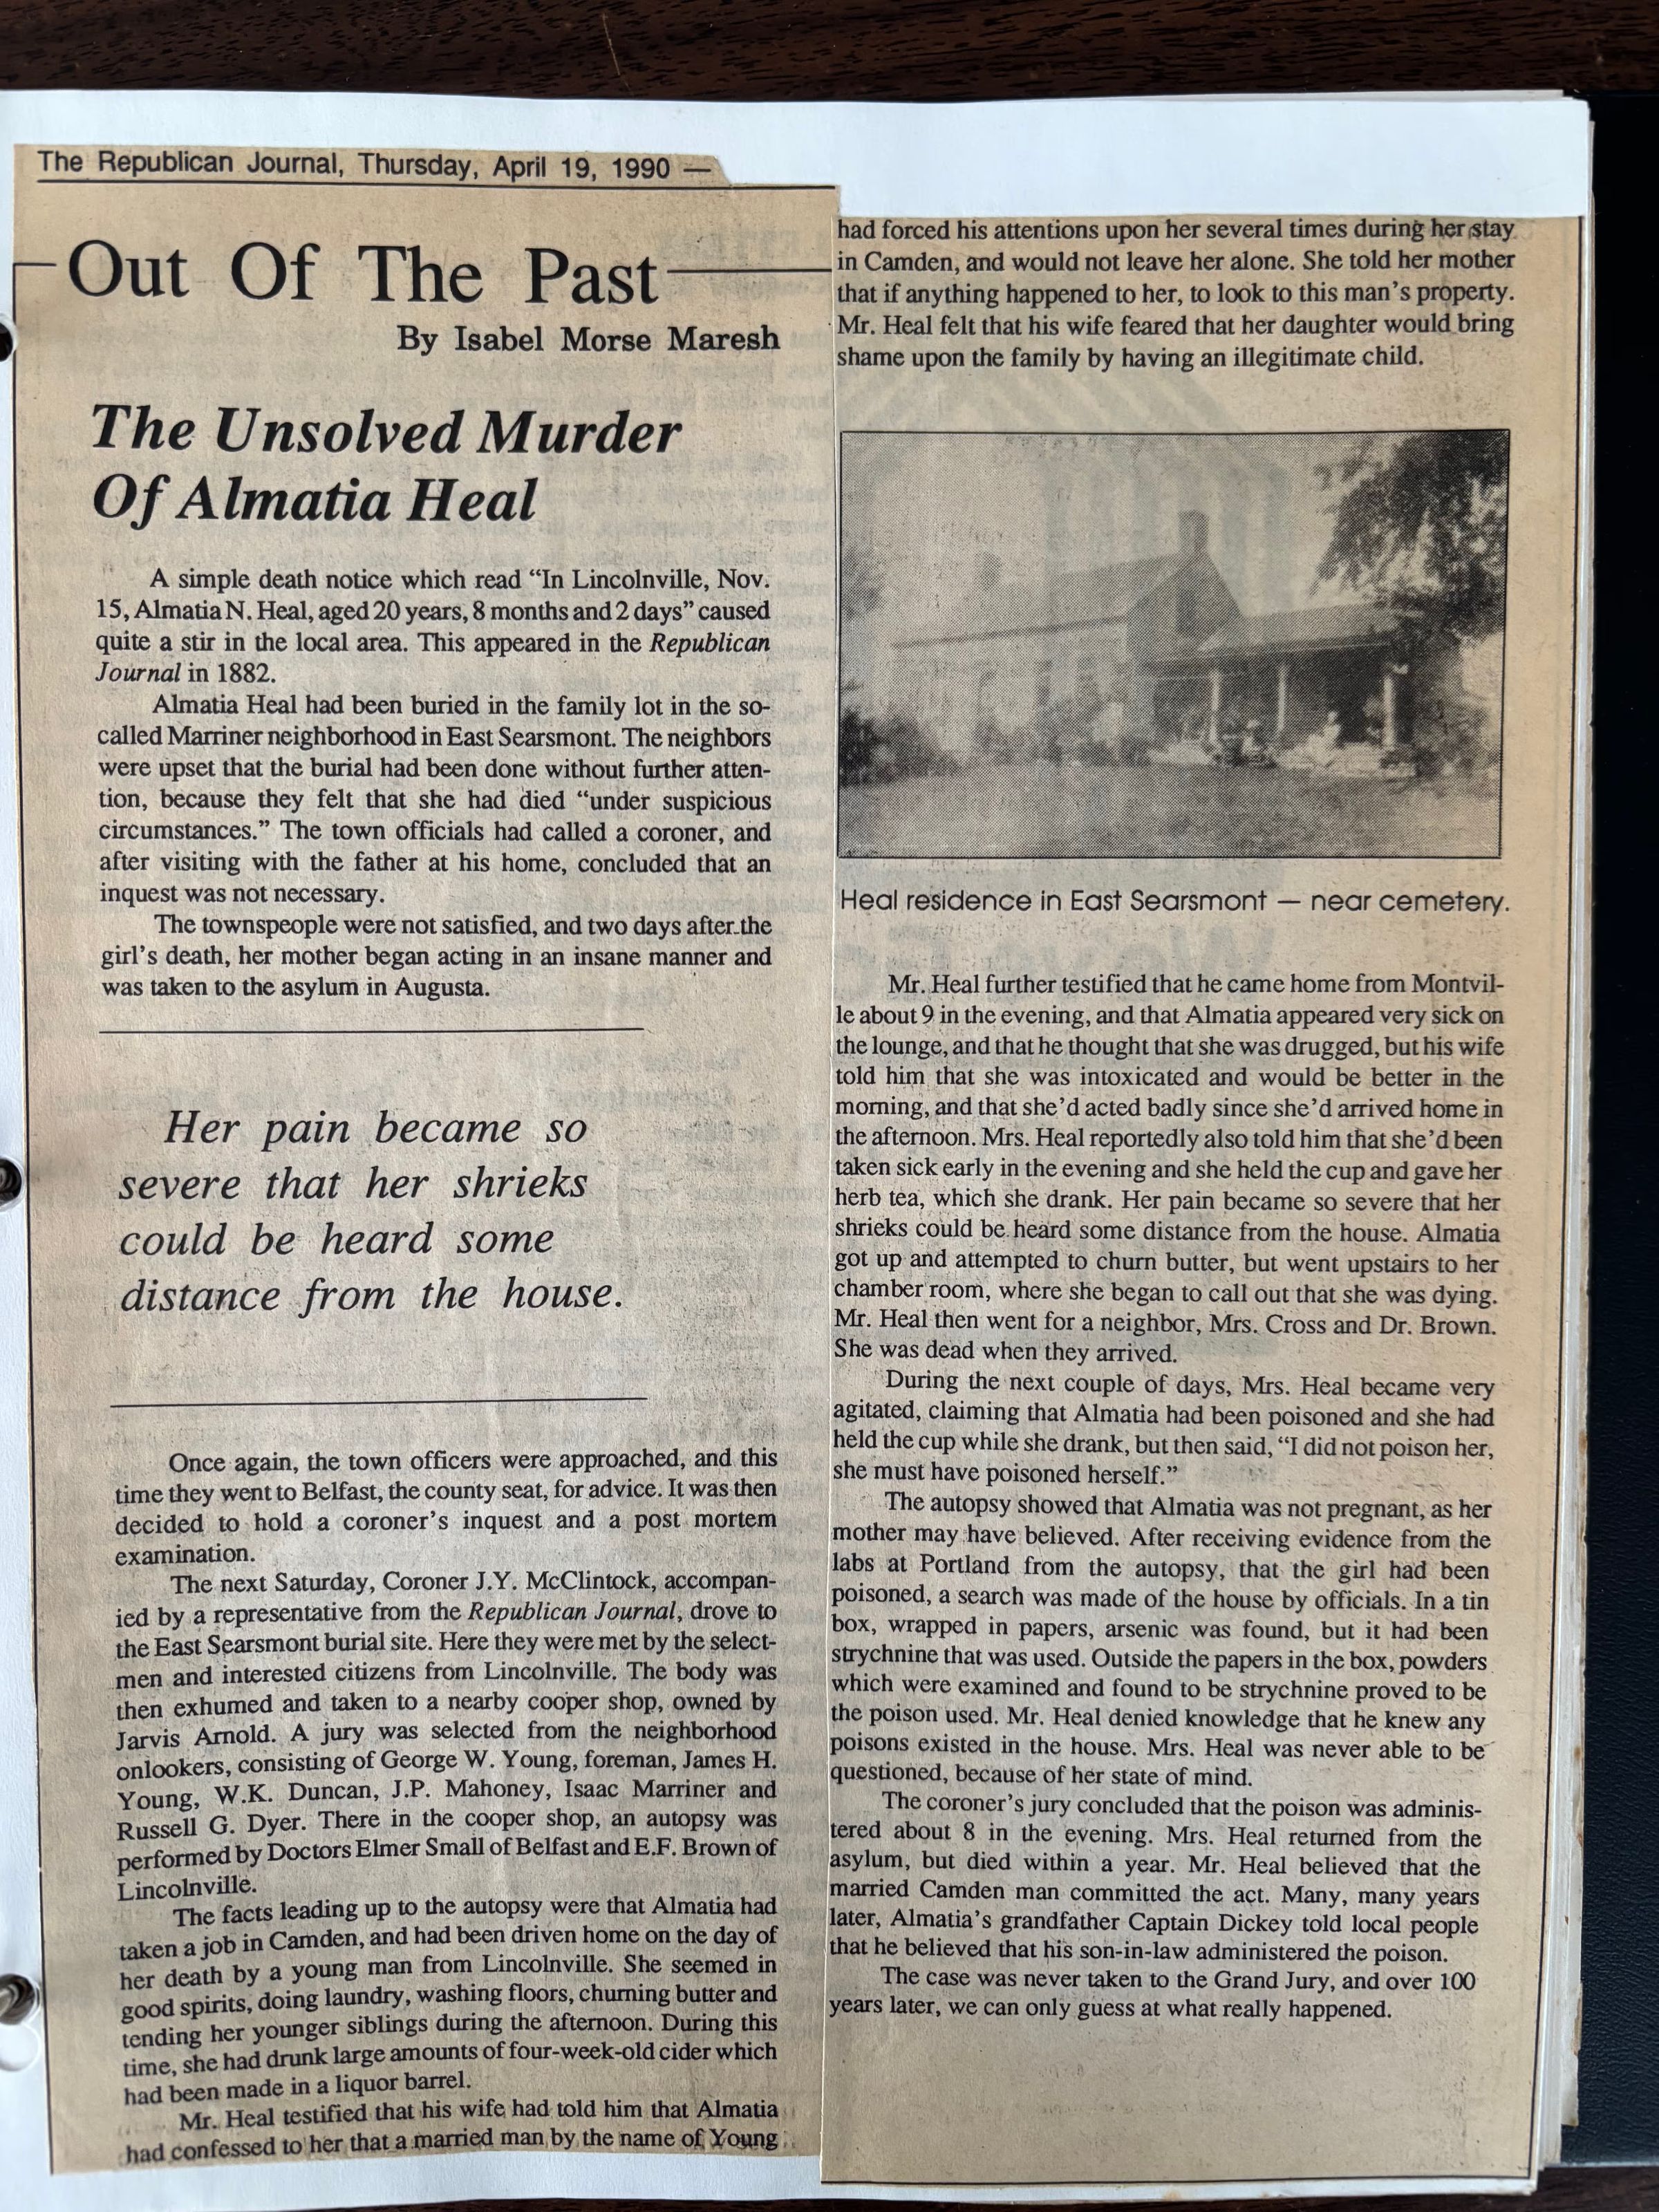 The Republican Journal, Thursday, April 19, 1990 —
Out Of The Past
By Isabel Morse Maresh
The Unsolved Murder
Of Almatia Heal
A simple death notice which read “In Lincolnville, Nov.
15, Almatia N. Heal, aged 20 years, 8 months and 2 days” caused
quite a stir in the local area. This appeared in the Republican
Journal in 1882.
Almatia Heal had been buried in the family lot in the so-
called Marriner neighborhood in East Searsmont. The neighbors
were upset that the burial had been done without further atten-
tion, because they felt that she had died “under suspicious
circumstances.” The town officials had called a coroner, and
after visiting with the father at his home, concluded that an
inquest was not necessary.
The townspeople were not satisfied, and two days after the
girl’s death, her mother began acting in an insane manner and
was taken to the asylum in Augusta.
Her pain became so
severe that her shrieks
could be heard some
distance from the house.
Once again, the town officers were approached, and this
time they went to Belfast, the county seat, for advice. It was then
decided to hold a coroner’s inquest and a post mortem
examination.
The next Saturday, Coroner J.Y. McClintock, accompan-
ied by a representative from the Republican Journal, drove to
the East Searsmont burial site. Here they were met by the select-
men and interested citizens from Lincolnville. The body was
then exhumed and taken to a nearby cooper shop, owned by
Jarvis Arnold. A jury was selected from the neighborhood
onlookers, consisting of George W. Young, foreman, James H.
Young, W.K. Duncan, J.P. Mahoney, Isaac Marriner and
Russell G. Dyer. There in the cooper shop, an autopsy was
performed by Doctors Elmer Small of Belfast and E.F. Brown of
Lincolnville.
The facts leading up to the autopsy were that Almatia had
taken a job in Camden, and had been driven home on the day of
her death by a young man from Lincolnville. She seemed in
good spirits, doing laundry, washing floors, churning butter and
tending her younger siblings during the afternoon. During this
time, she had drunk large amounts of four-week-old cider which
had been made in a liquor barrel.
Mr. Heal testified that his wife had told him that Almatia
had confessed to her that a married man by the name of Young
had forced his attentions upon her several times during her stay
in Camden, and would not leave her alone. She told her mother
that if anything happened to her, to look to this man’s property.
Mr. Heal felt that his wife feared that her daughter would bring
shame upon the family by having an illegitimate child.
Heal residence in East Searsmont — near cemetery.
Mr. Heal further testified that he came home from Montvil-
le about 9 in the evening, and that Almatia appeared very sick on
the lounge, and that he thought that she was drugged, but his wife
told him that she was intoxicated and would be better in the
morning, and that she’d acted badly since she’d arrived home in
the afternoon. Mrs. Heal reportedly also told him that she’d been
taken sick early in the evening and she held the cup and gave her
herb tea, which she drank. Her pain became so severe that her
shrieks could be heard some distance from the house. Almatia
got up and attempted to churn butter, but went upstairs to her
chamber room, where she began to call out that she was dying.
Mr. Heal then went for a neighbor, Mrs. Cross and Dr. Brown.
She was dead when they arrived.
During the next couple of days, Mrs. Heal became very
agitated, claiming that Almatia had been poisoned and she had
held the cup while she drank, but then said, “I did not poison her,
she must have poisoned herself.”
The autopsy showed that Almatia was not pregnant, as her
mother may have believed. After receiving evidence from the
labs at Portland from the autopsy, that the girl had been
poisoned, a search was made of the house by officials. In a tin
box, wrapped in papers, arsenic was found, but it had been
strychnine that was used. Outside the papers in the box, powders
which were examined and found to be strychnine proved to be
the poison used. Mr. Heal denied knowledge that he knew any
poisons existed in the house. Mrs. Heal was never able to be
questioned, because of her state of mind.
The coroner’s jury concluded that the poison was adminis-
tered about 8 in the evening. Mrs. Heal returned from the
asylum, but died within a year. Mr. Heal believed that the
married Camden man committed the act. Many, many years
later, Almatia’s grandfather Captain Dickey told local people
that he believed that his son-in-law administered the poison.
The case was never taken to the Grand Jury, and over 100
years later, we can only guess at what really happened.